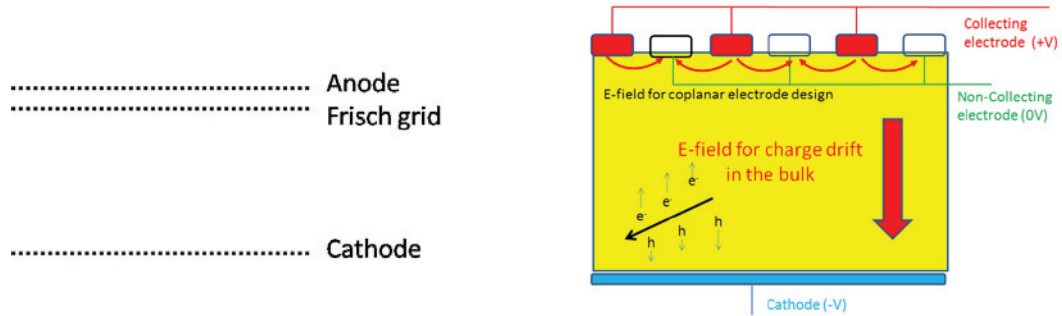 Anode
Frisch grid
Cathode
Collecting
electrode (+V)
E-field for coplanar electrode design
Non-Collecting
electrode (0V)
E-field for charge drift
in the bulk
e-
e-
e-
h
h
h
Cathode (-V)